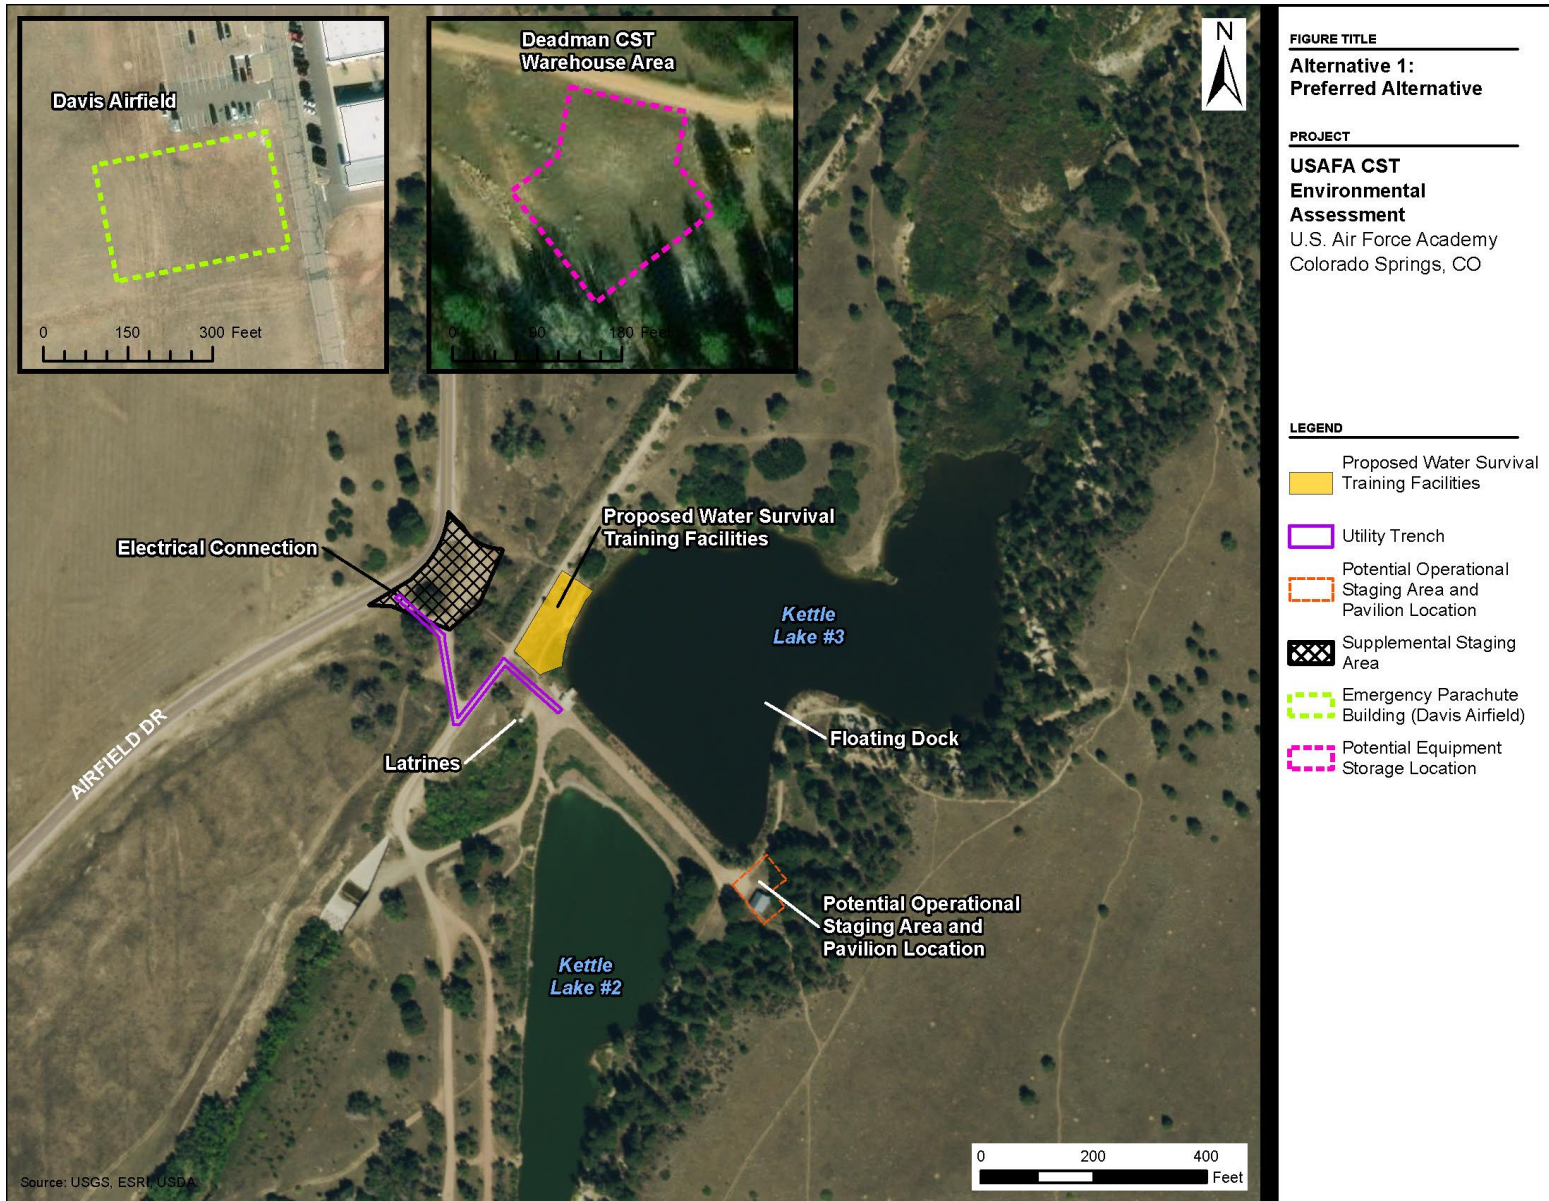 Davis Airfield
0 150 300 Feet
Deadman CST
Warehouse Area
0 90 180 Feet
N
Electrical Connection
Proposed Water Survival
Training Facilities
Kettle
Lake #3
Floating Dock
Latrines
AIRFIELD DR
Potential Operational
Staging Area and
Pavilion Location
Kettle
Lake #2
Source: USGS, ESRI, USDA
0 200 400
Feet
FIGURE TITLE
Alternative 1:
Preferred Alternative
PROJECT
USAFA CST
Environmental
Assessment
U.S. Air Force Academy
Colorado Springs, CO
LEGEND
Proposed Water Survival
Training Facilities
Utility Trench
Potential Operational
Staging Area and
Pavilion Location
Supplemental Staging
Area
Emergency Parachute
Building (Davis Airfield)
Potential Equipment
Storage Location